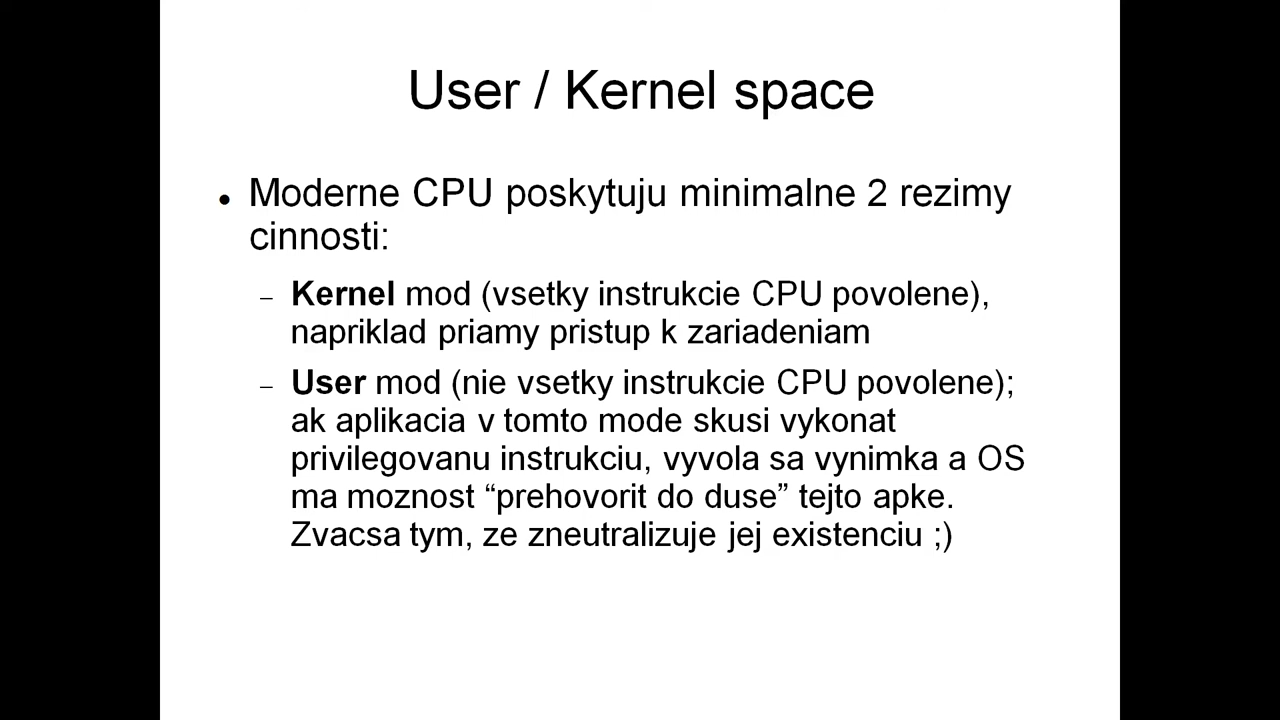 User / Kernel space
● Moderne CPU poskytuju minimalne 2 rezimy
cinnosti:
– Kernel mod (vsetky instrukcie CPU povolene),
napriklad priamy pristup k zariadeniam
– User mod (nie vsetky instrukcie CPU povolene);
ak aplikacia v tomto mode skusi vykonat
privilegovanu instrukciu, vyvola sa vynimka a OS
ma moznost “prehovorit do duse” tejto apke.
Zvacsa tym, ze zneutralizuje jej existenciu ;)